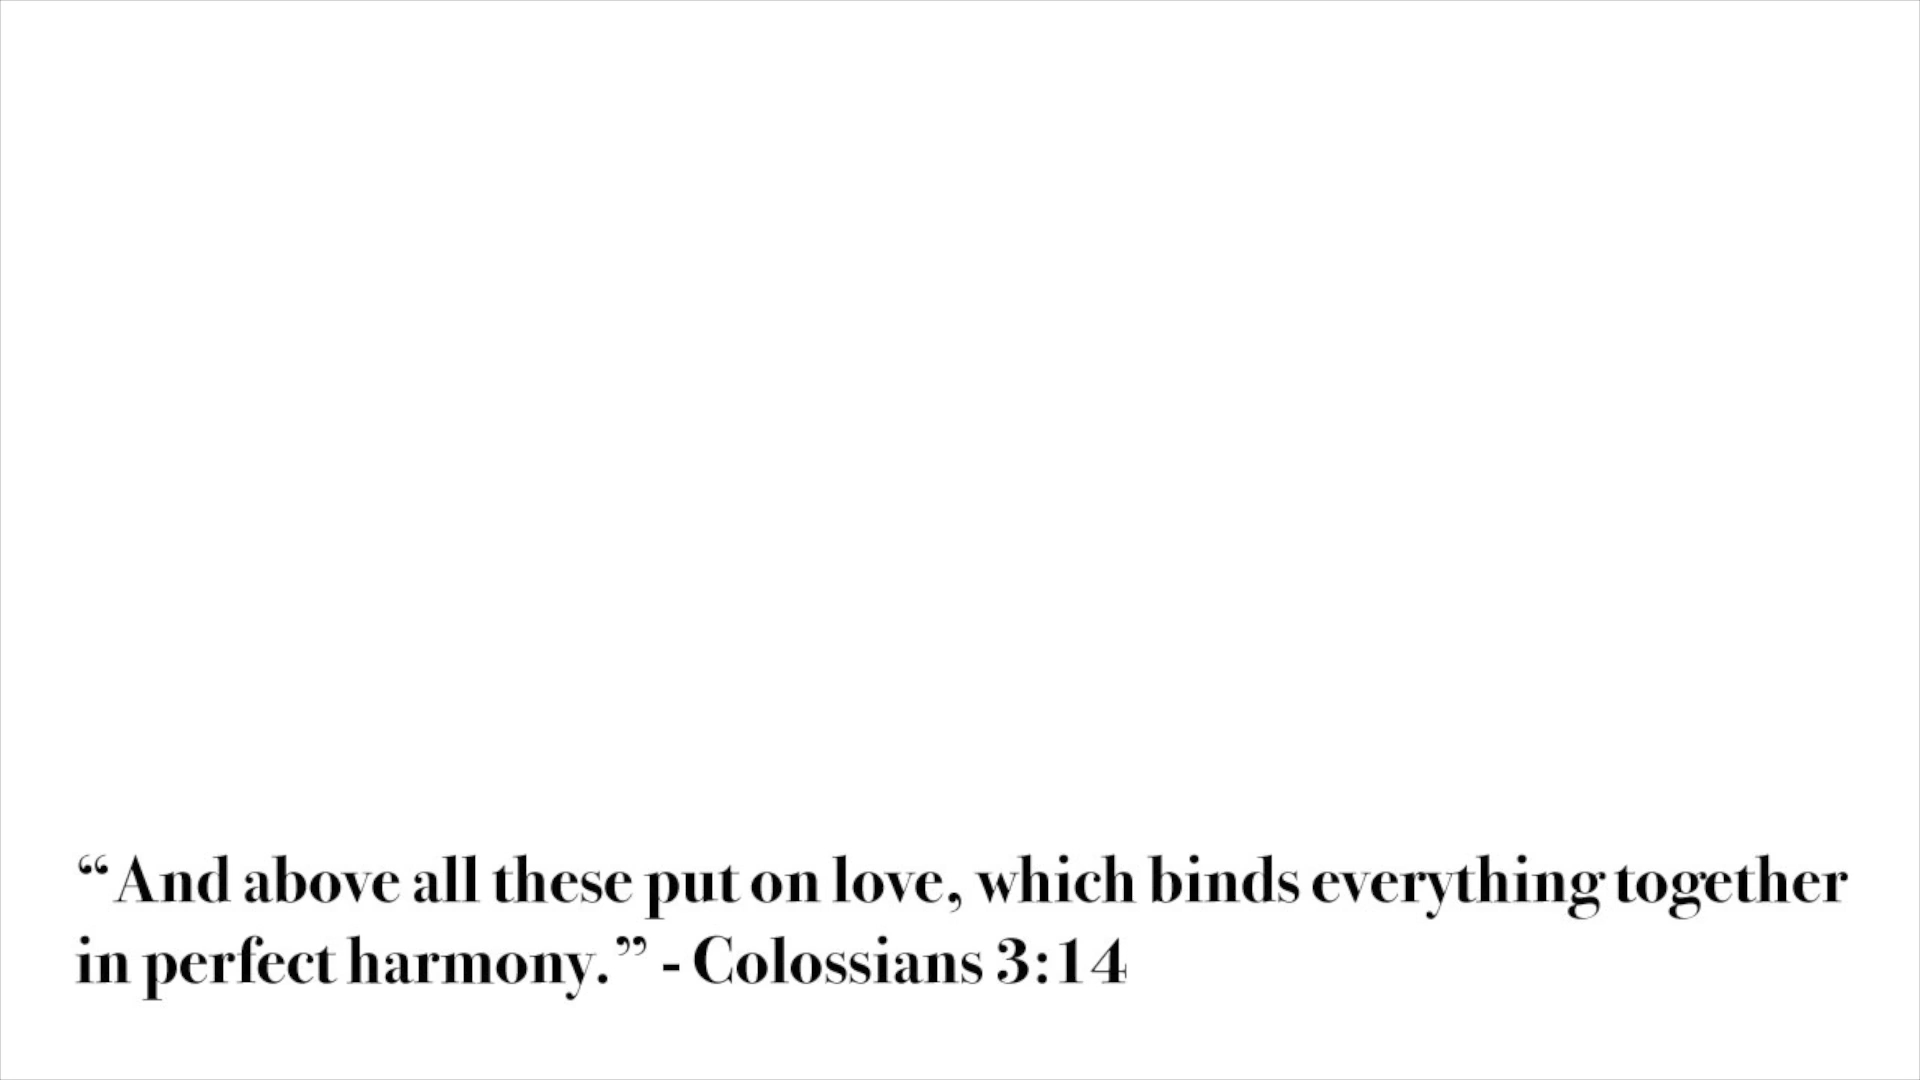 “And above all these put on love, which binds everything together
in perfect harmony.” - Colossians 3:14